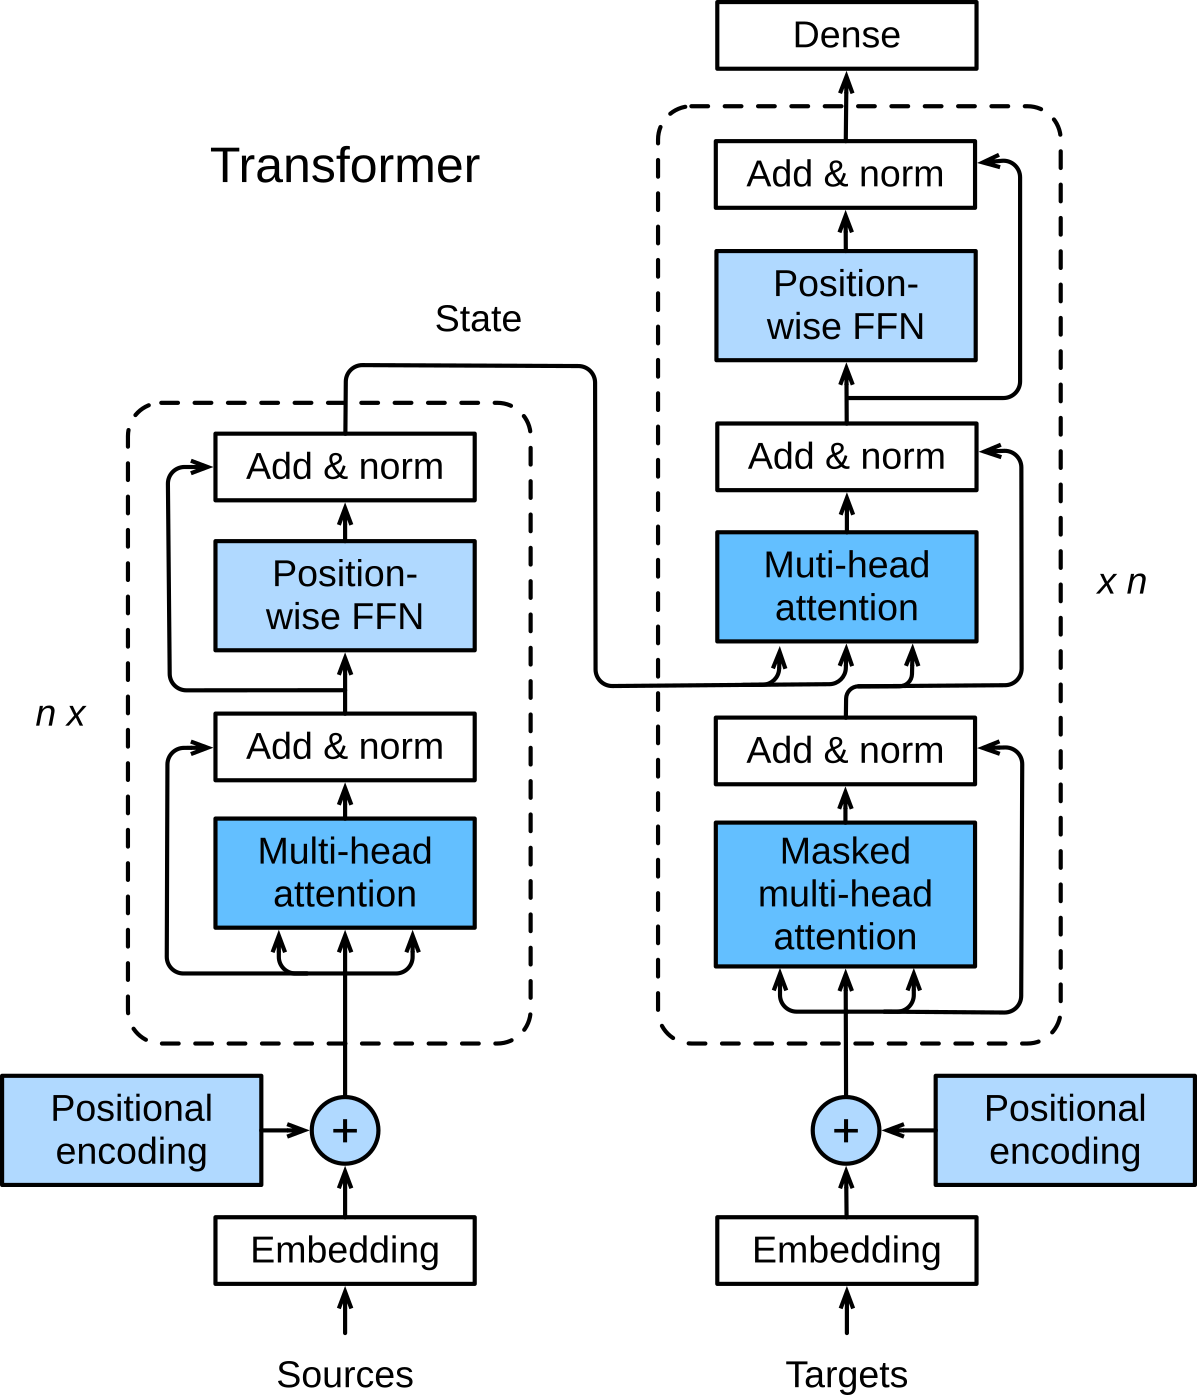 Transformer
n x
State
Add & norm
Position-
wise FFN
Add & norm
Multi-head
attention
Positional
encoding
+
Embedding
Sources
Dense
Add & norm
Position-
wise FFN
Add & norm
Muti-head
attention
x n
Add & norm
Masked
multi-head
attention
+
Positional
encoding
Embedding
Targets